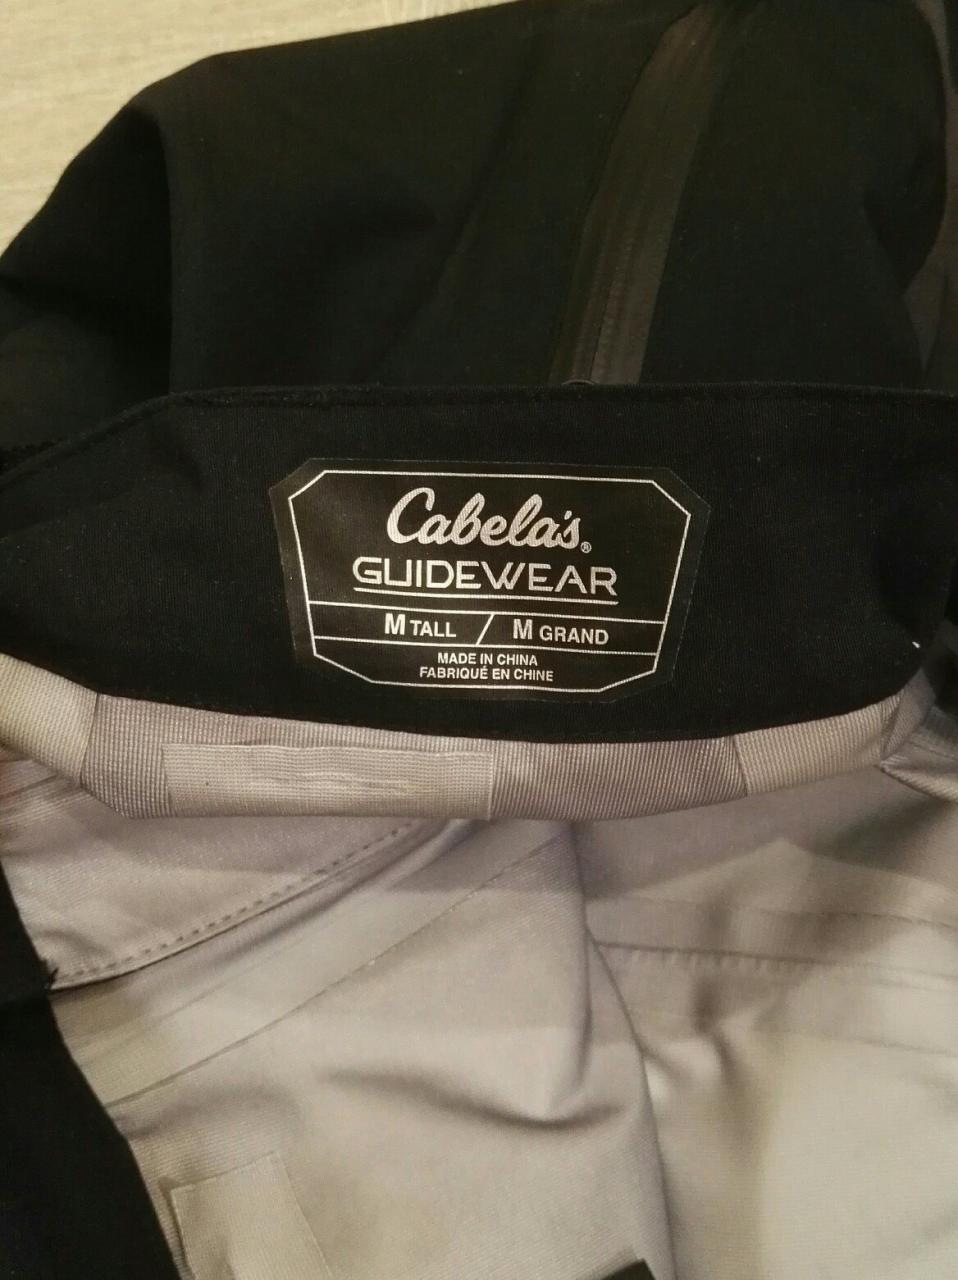 Cabela's®
GUIDEWEAR
M TALL / M GRAND
MADE IN CHINA
FABRIQUÉ EN CHINE